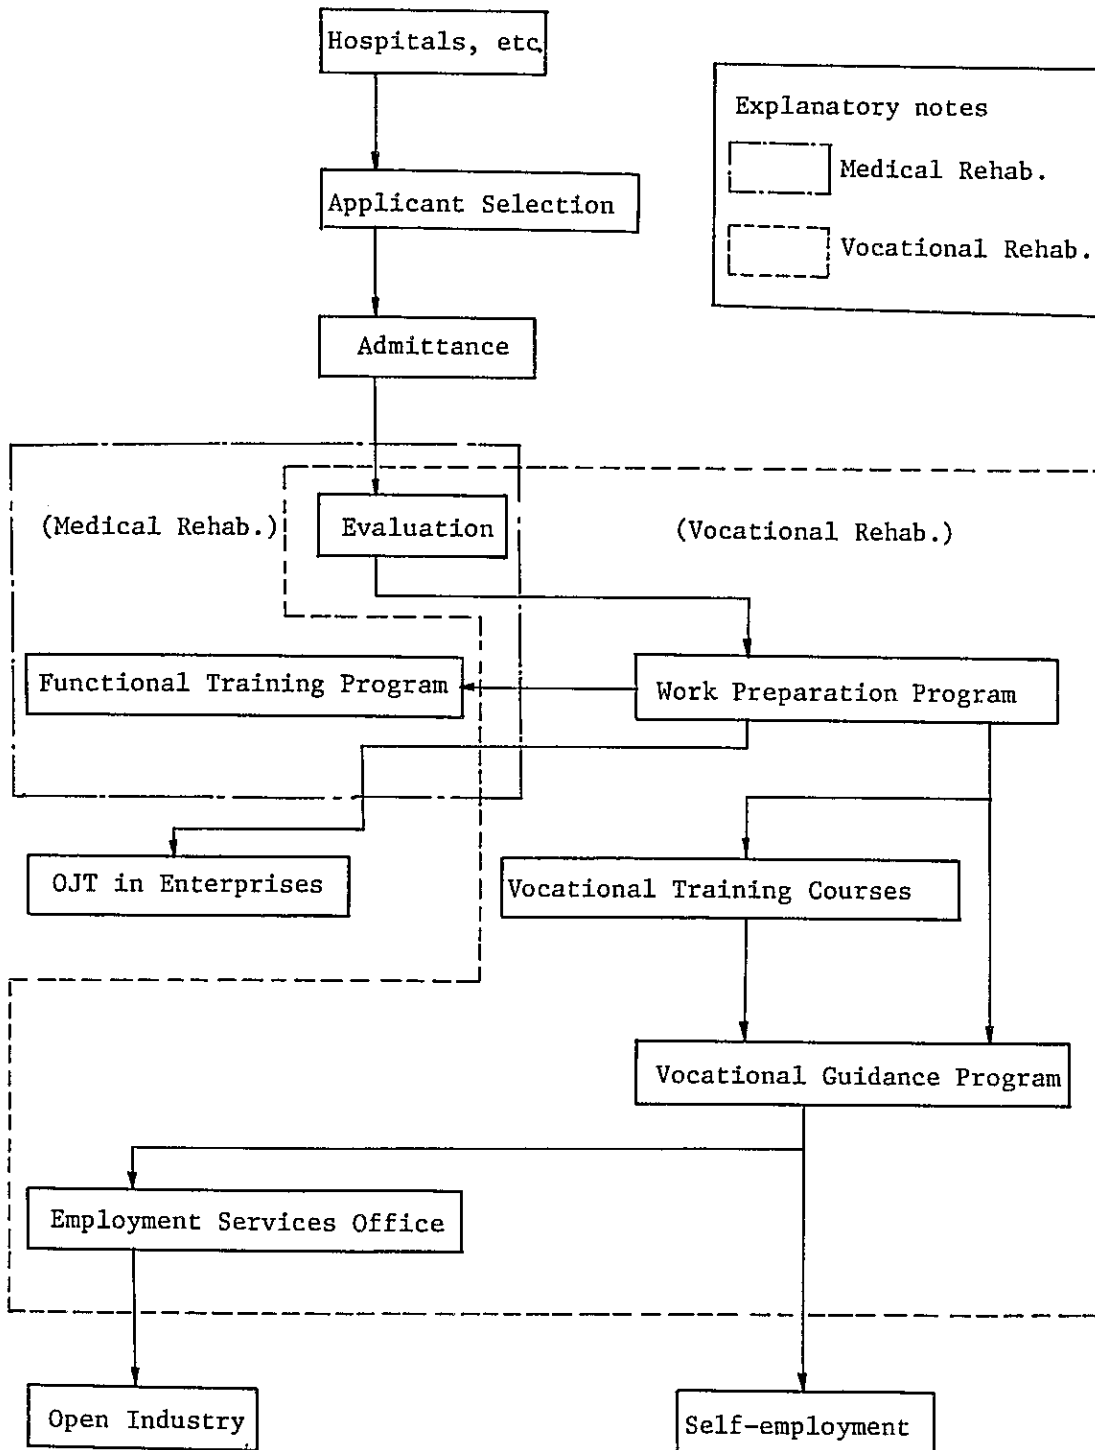 Hospitals, etc.
Explanatory notes
Medical Rehab.
Applicant Selection
Vocational Rehab.
Admittance
(Medical Rehab.)
Evaluation
(Vocational Rehab.)
Functional Training Program
Work Preparation Program
OJT in Enterprises
Vocational Training Courses
Vocational Guidance Program
Employment Services Office
Open Industry
Self-employment